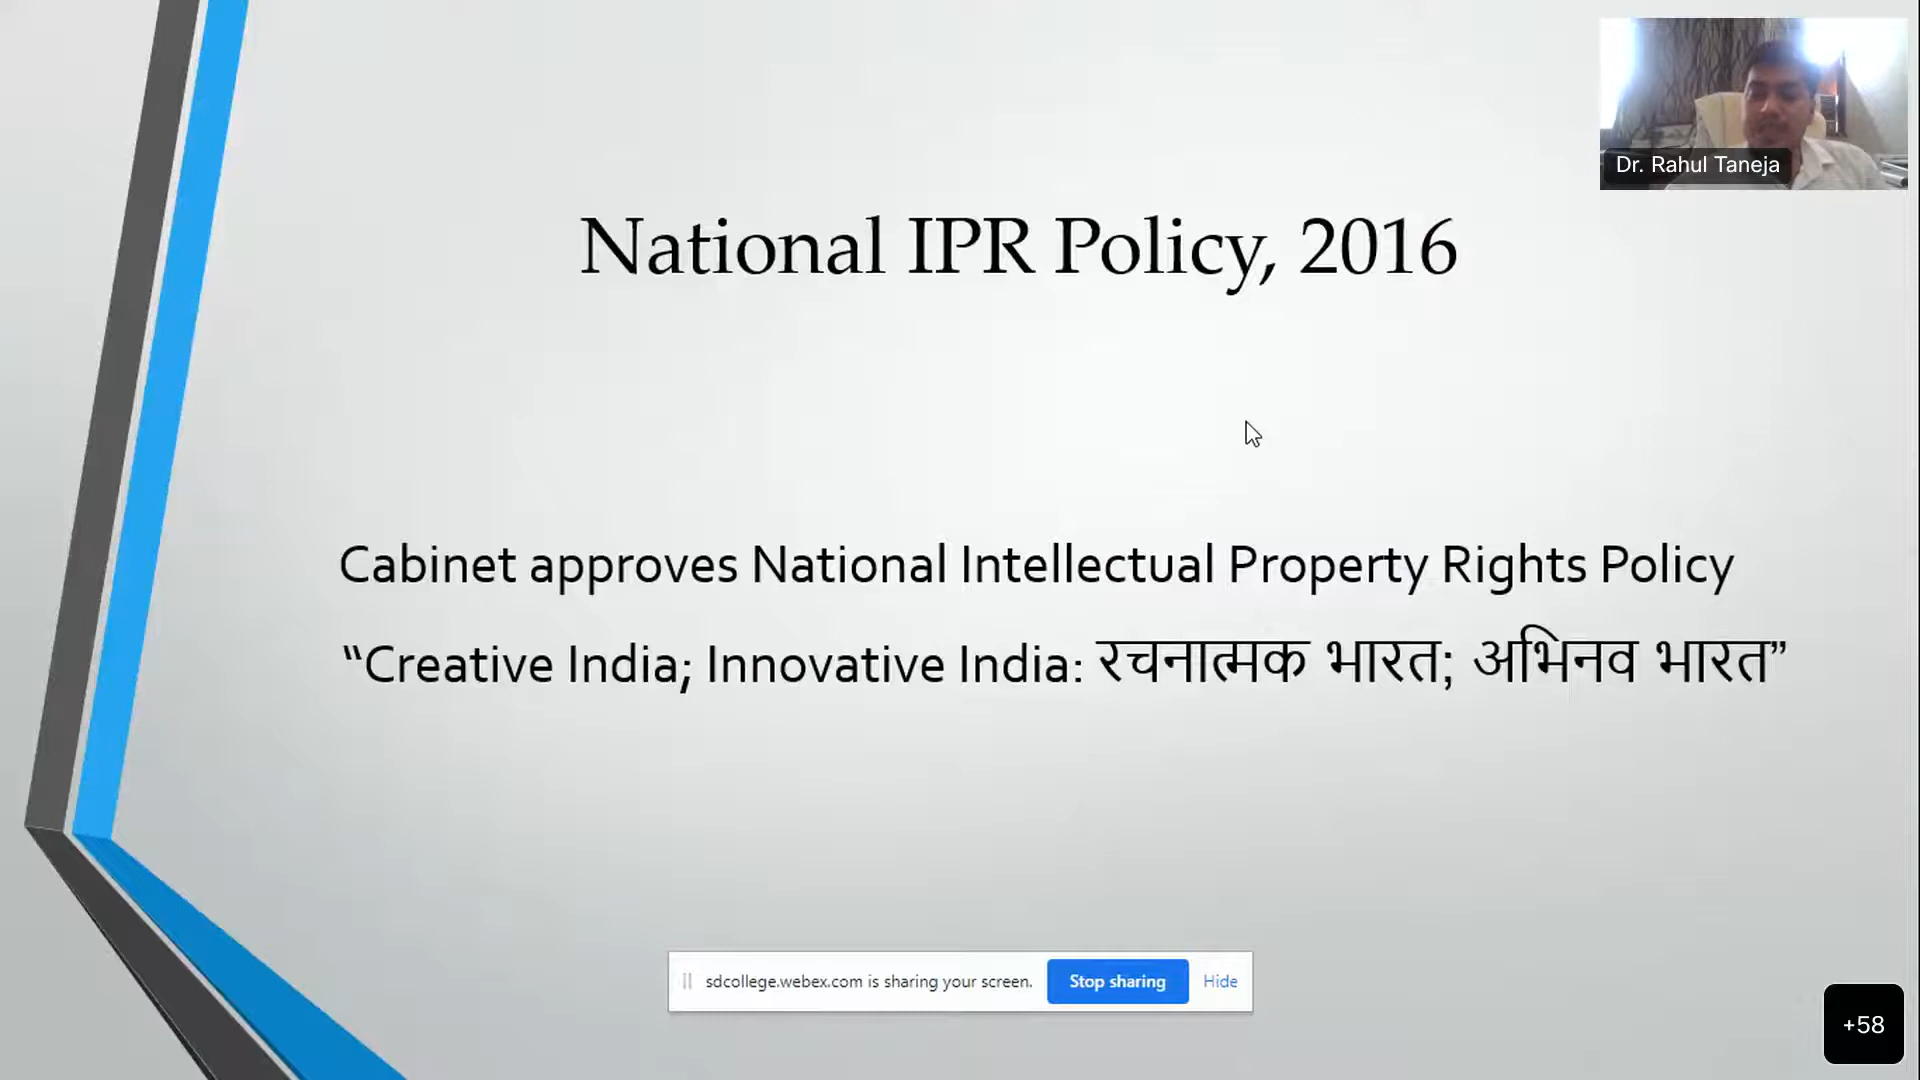 Dr. Rahul Taneja
National IPR Policy, 2016
Cabinet approves National Intellectual Property Rights Policy
“Creative India; Innovative India: रचनात्मक भारत; अभिनव भारत”
sdcollege.webex.com is sharing your screen. Stop sharing Hide
+58